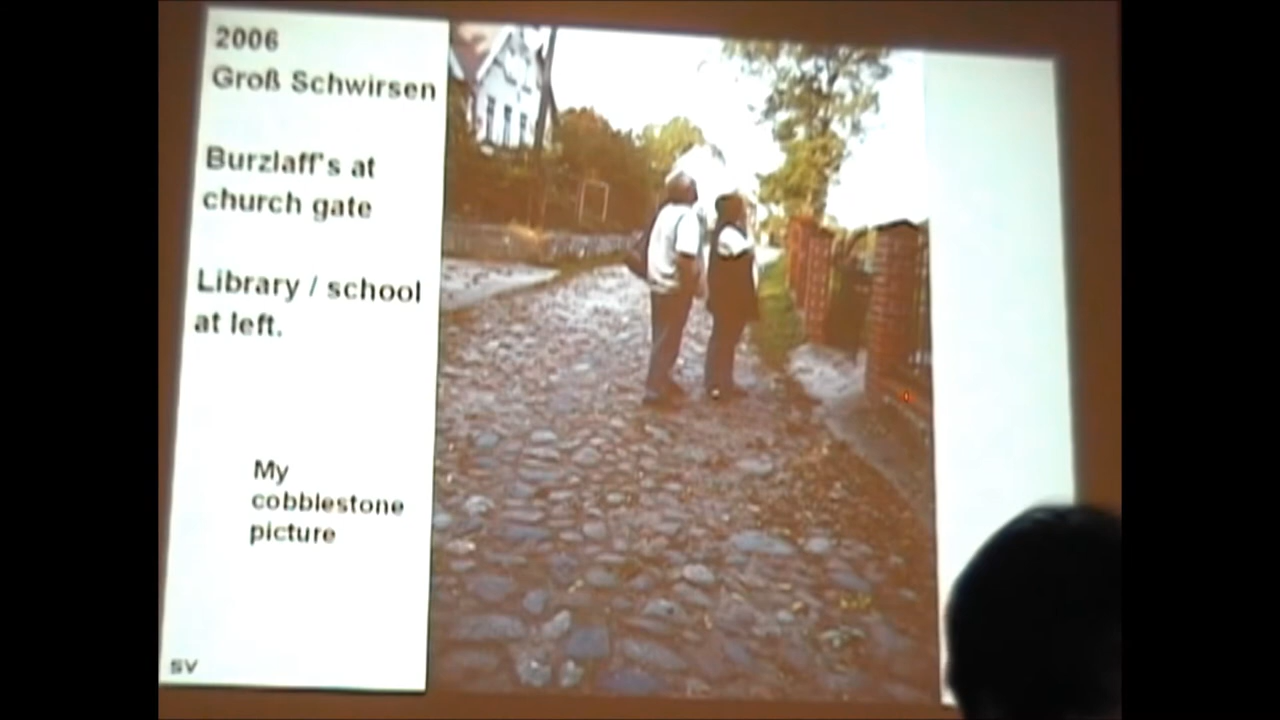 2006
Groß Schwirsen
Burzlaff's at
church gate
Library / school
at left.
My
cobblestone
picture
SV